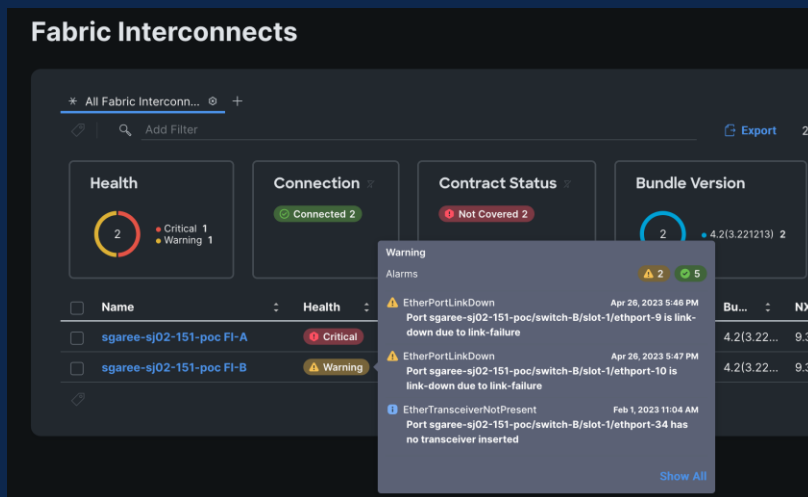 Fabric Interconnects
All Fabric Interconn...
Add Filter
Export
2
Health
2
Critical 1
Warning 1
Connection
Connected 2
Contract Status
Not Covered 2
Bundle Version
2
4.2(3.221213) 2
Name
Health
Bu...
NX
sgaree-sj02-151-poc FI-A
Critical
4.2(3.22...
9.3
sgaree-sj02-151-poc FI-B
Warning
4.2(3.22...
9.3
Warning
Alarms
2
5
EtherPortLinkDown
Apr 26, 2023 5:46 PM
Port sgaree-sj02-151-poc/switch-B/slot-1/ethport-9 is link-
down due to link-failure
EtherPortLinkDown
Apr 26, 2023 5:47 PM
Port sgaree-sj02-151-poc/switch-B/slot-1/ethport-10 is
link-down due to link-failure
EtherTransceiverNotPresent
Feb 1, 2023 11:04 AM
Port sgaree-sj02-151-poc/switch-B/slot-1/ethport-34 has
no transceiver inserted
Show All